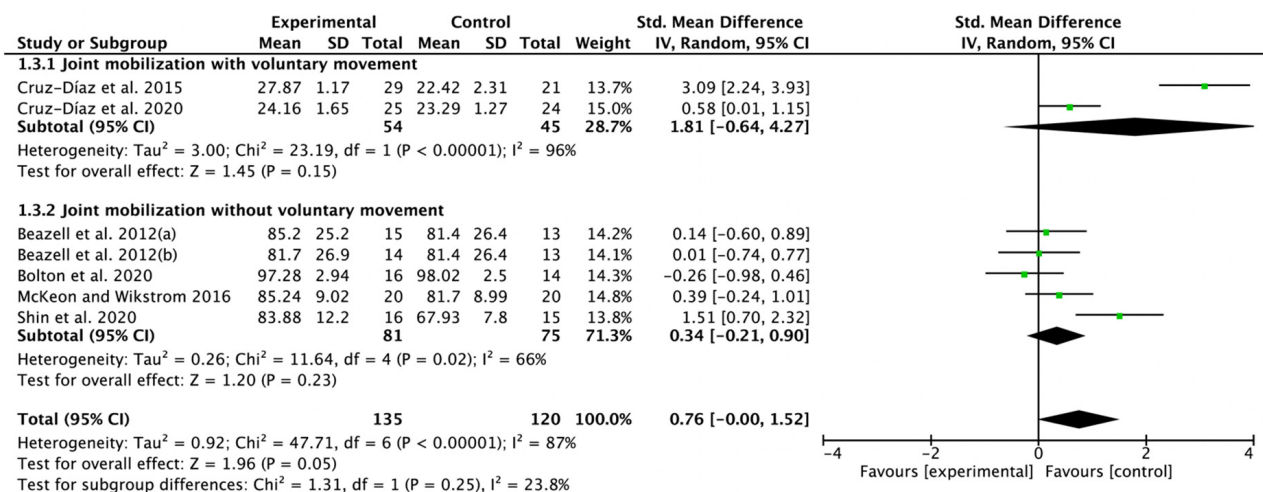 Experimental Control Std. Mean Difference Std. Mean Difference
Study or Subgroup Mean SD Total Mean SD Total Weight IV, Random, 95% CI IV, Random, 95% CI
1.3.1 Joint mobilization with voluntary movement
Cruz-Díaz et al. 2015 27.87 1.17 29 22.42 2.31 21 13.7% 3.09 [2.24, 3.93]
Cruz-Díaz et al. 2020 24.16 1.65 25 23.29 1.27 24 15.0% 0.58 [0.01, 1.15]
Subtotal (95% CI) 54 45 28.7% 1.81 [-0.64, 4.27]
Heterogeneity: Tau² = 3.00; Chi² = 23.19, df = 1 (P < 0.00001); I² = 96%
Test for overall effect: Z = 1.45 (P = 0.15)
1.3.2 Joint mobilization without voluntary movement
Beazell et al. 2012(a) 85.2 25.2 15 81.4 26.4 13 14.2% 0.14 [-0.60, 0.89]
Beazell et al. 2012(b) 81.7 26.9 14 81.4 26.4 13 14.1% 0.01 [-0.74, 0.77]
Bolton et al. 2020 97.28 2.94 16 98.02 2.5 14 14.3% -0.26 [-0.98, 0.46]
McKeon and Wikstrom 2016 85.24 9.02 20 81.7 8.99 20 14.8% 0.39 [-0.24, 1.01]
Shin et al. 2020 83.88 12.2 16 67.93 7.8 15 13.8% 1.51 [0.70, 2.32]
Subtotal (95% CI) 81 75 71.3% 0.34 [-0.21, 0.90]
Heterogeneity: Tau² = 0.26; Chi² = 11.64, df = 4 (P = 0.02); I² = 66%
Test for overall effect: Z = 1.20 (P = 0.23)
Total (95% CI) 135 120 100.0% 0.76 [-0.00, 1.52]
Heterogeneity: Tau² = 0.92; Chi² = 47.71, df = 6 (P < 0.00001); I² = 87%
Test for overall effect: Z = 1.96 (P = 0.05)
Test for subgroup differences: Chi² = 1.31, df = 1 (P = 0.25), I² = 23.8%
-4 -2 0 2 4
Favours [experimental] Favours [control]